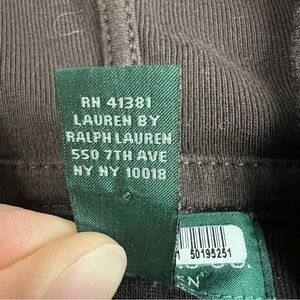 RN 41381
LAUREN BY
RALPH LAUREN
550 7TH AVE
NY NY 10018
50195251